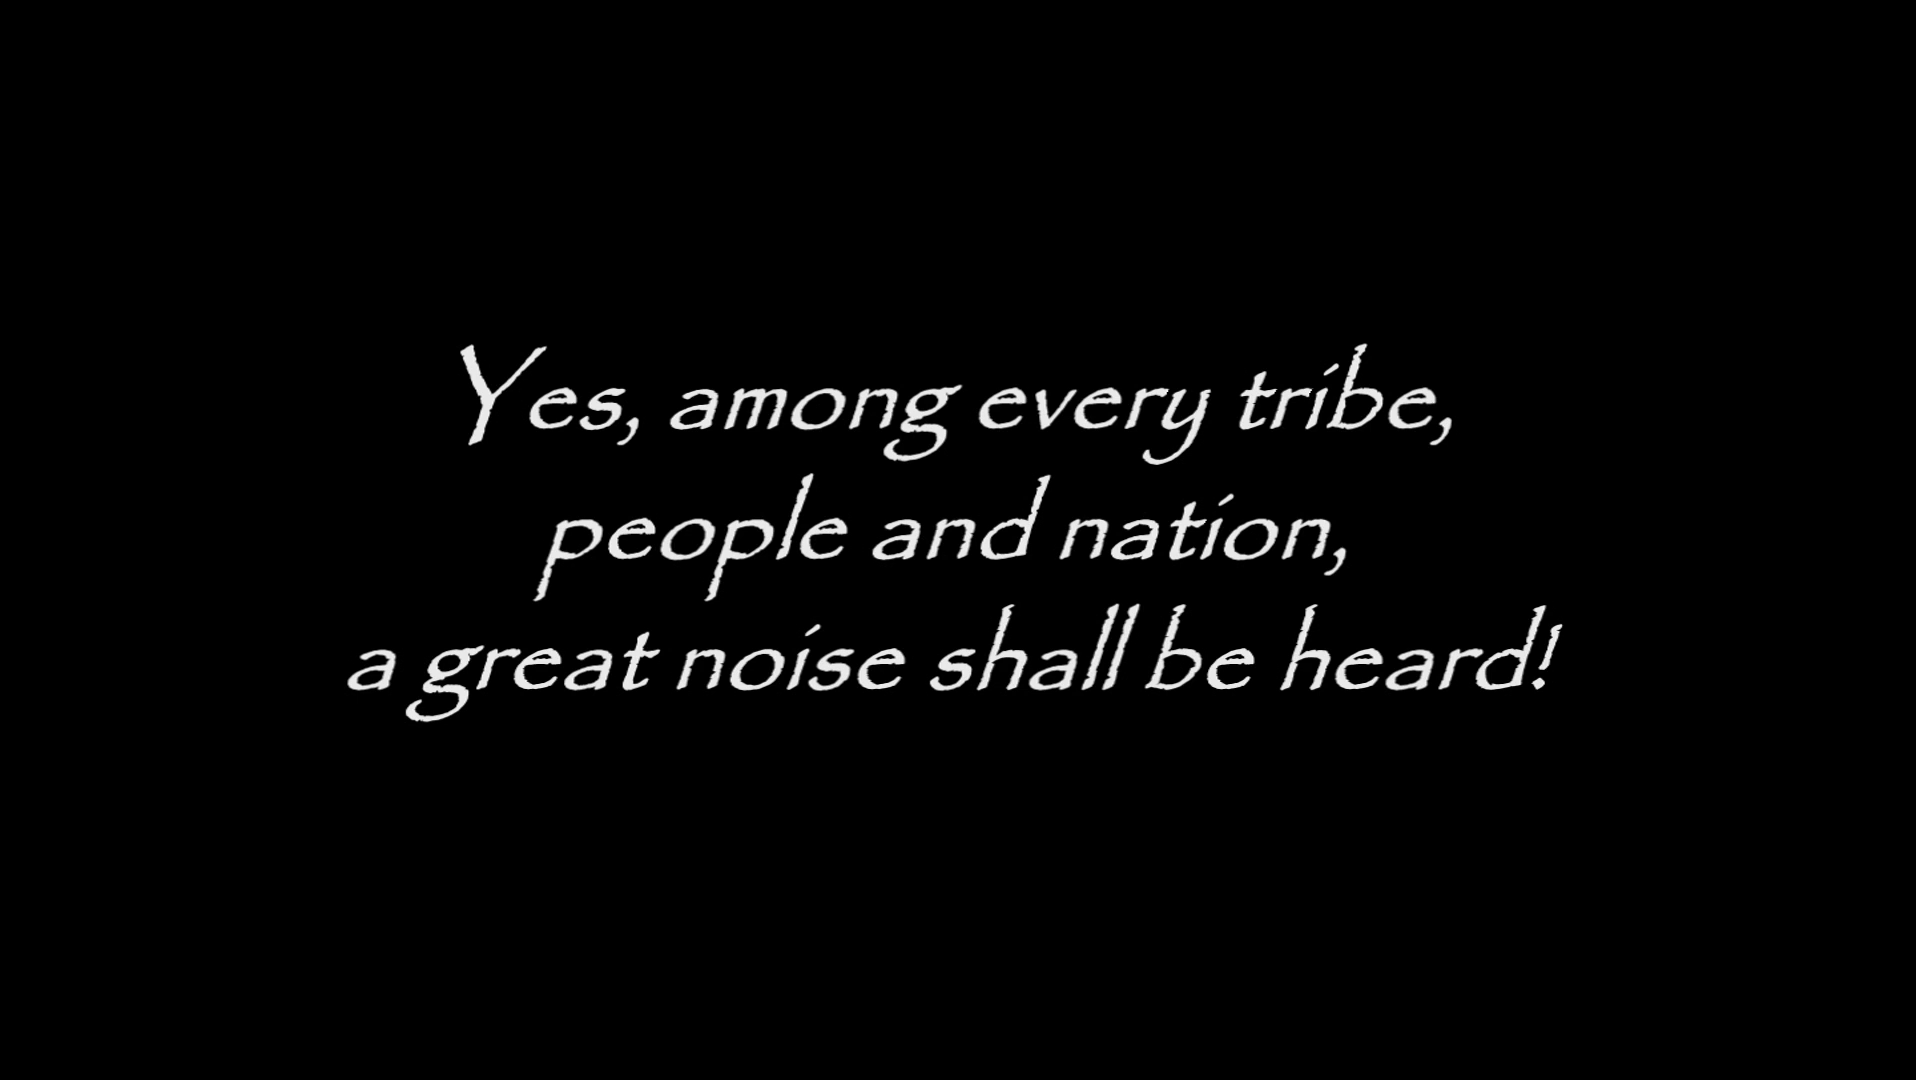 Yes, among every tribe,
people and nation,
a great noise shall be heard!